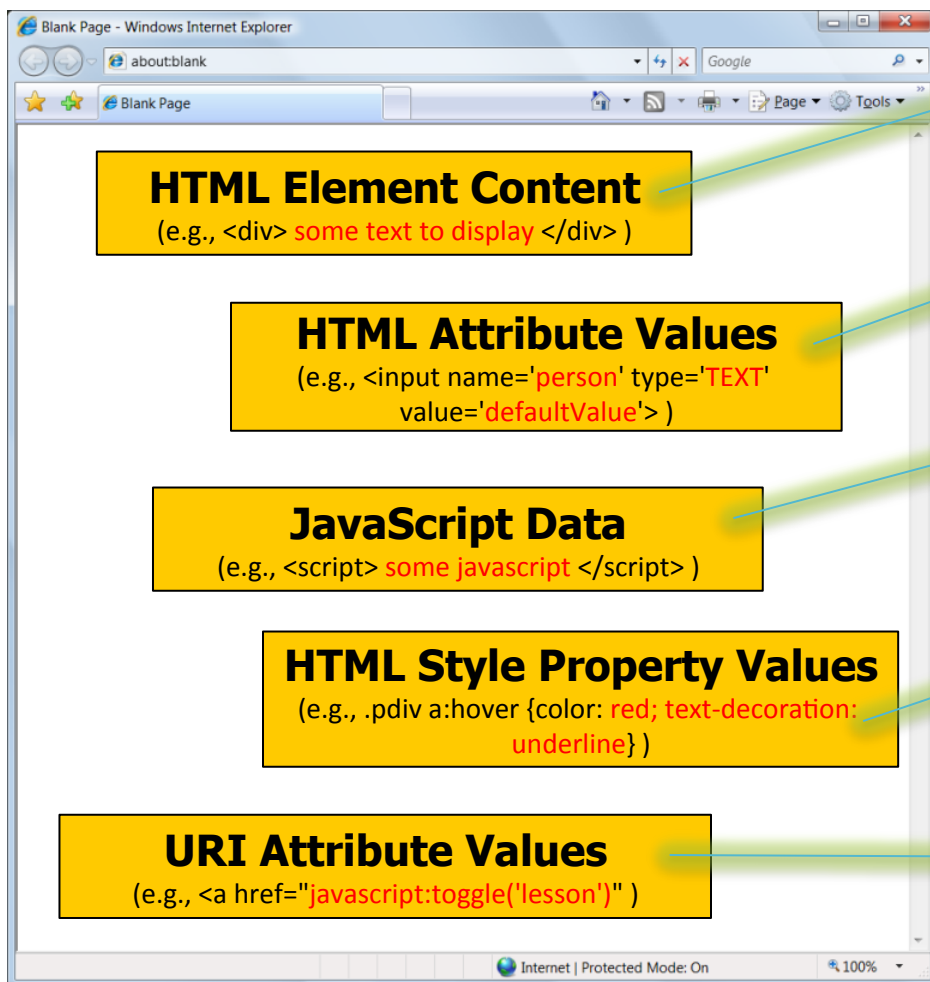 Blank Page - Windows Internet Explorer
about:blank
Google
Blank Page
Page
Tools
HTML Element Content
(e.g., <div> some text to display </div> )
HTML Attribute Values
(e.g., <input name='person' type='TEXT'
value='defaultValue'> )
JavaScript Data
(e.g., <script> some javascript </script> )
HTML Style Property Values
(e.g., .pdiv a:hover {color: red; text-decoration:
underline} )
URI Attribute Values
(e.g., <a href="javascript:toggle('lesson')" )
Internet | Protected Mode: On
100%